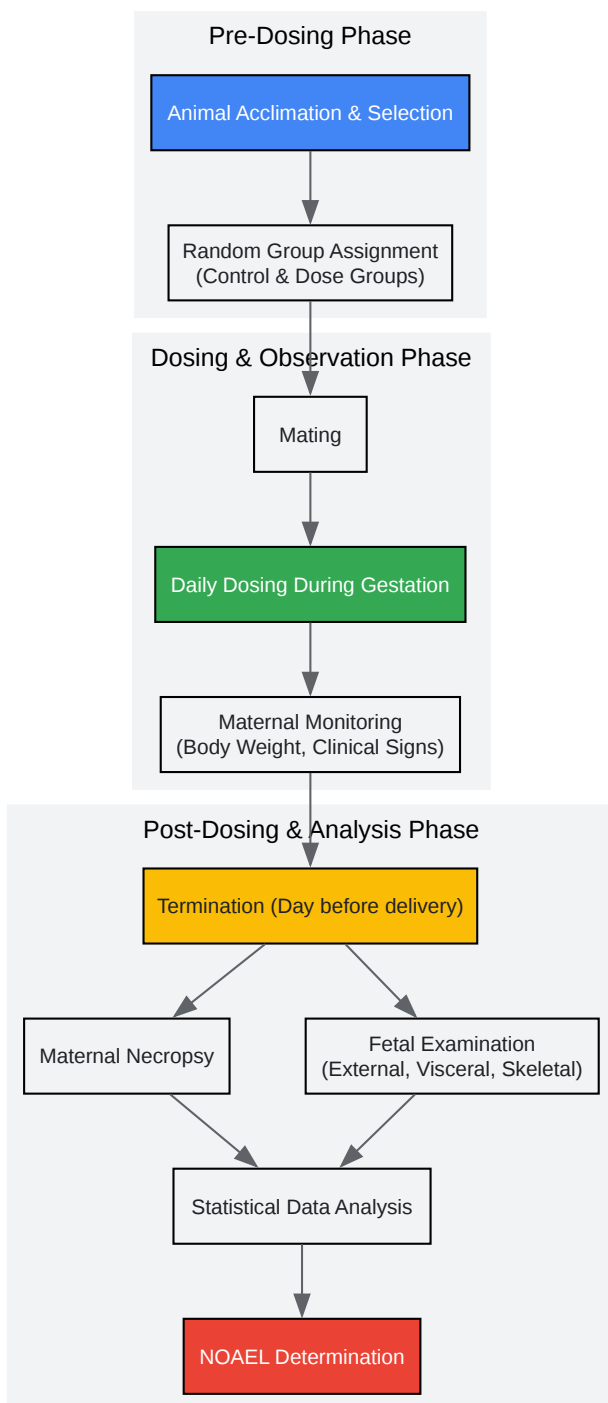 Pre-Dosing Phase
Animal Acclimation & Selection
Random Group Assignment
(Control & Dose Groups)
Dosing & Observation Phase
Mating
Daily Dosing During Gestation
Maternal Monitoring
(Body Weight, Clinical Signs)
Post-Dosing & Analysis Phase
Termination (Day before delivery)
Maternal Necropsy
Fetal Examination
(External, Visceral, Skeletal)
Statistical Data Analysis
NOAEL Determination